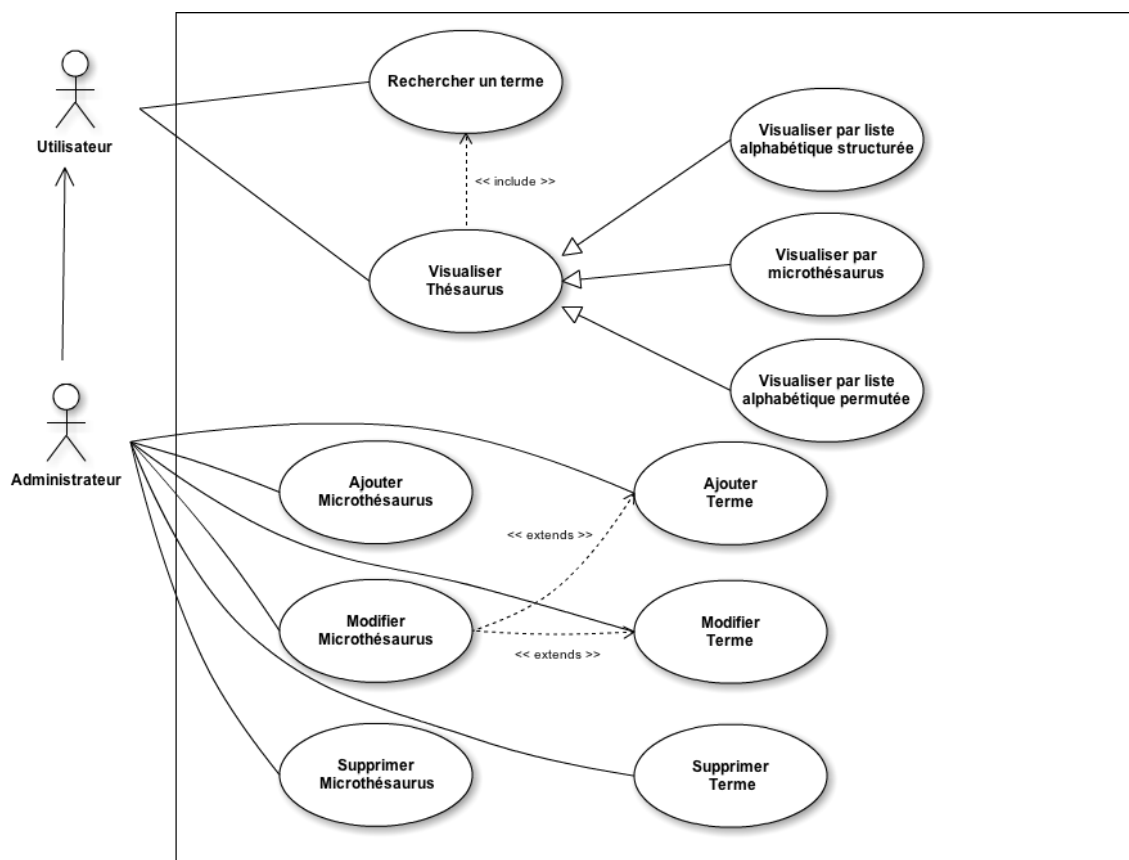 Rechercher un terme
Utilisateur
Visualiser par liste
alphabétique structurée
<< include >>
Visualiser
Thésaurus
Visualiser par
microthésaurus
Visualiser par liste
alphabétique permutée
Administrateur
Ajouter
Microthésaurus
Ajouter
Terme
<< extends >>
Modifier
Microthésaurus
Modifier
Terme
<< extends >>
Supprimer
Microthésaurus
Supprimer
Terme